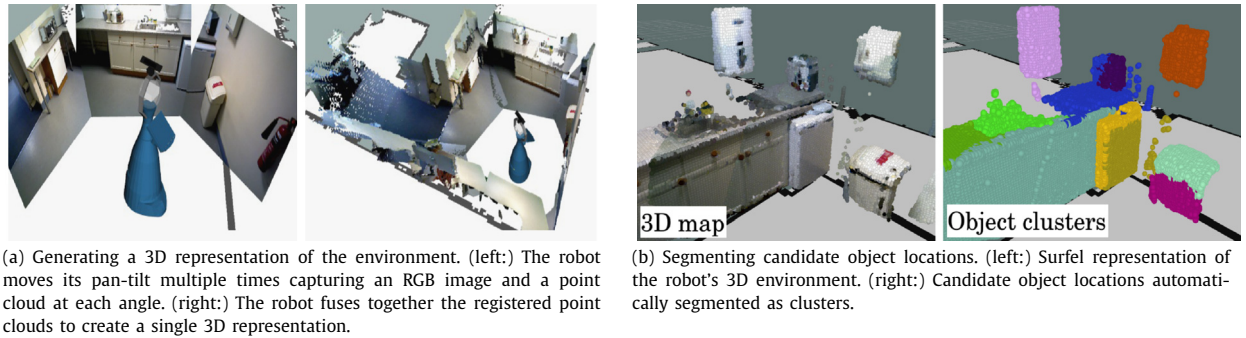 3D map
Object clusters
(a) Generating a 3D representation of the environment. (left:) The robot
moves its pan-tilt multiple times capturing an RGB image and a point
cloud at each angle. (right:) The robot fuses together the registered point
clouds to create a single 3D representation.
(b) Segmenting candidate object locations. (left:) Surfel representation of
the robot's 3D environment. (right:) Candidate object locations automati-
cally segmented as clusters.